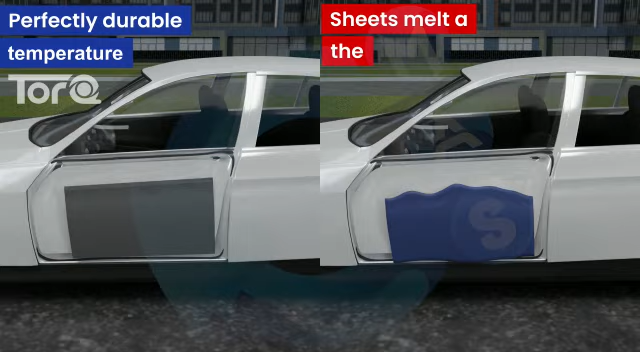 Perfectly durable
temperature
TorQ
Sheets melt a
the
S